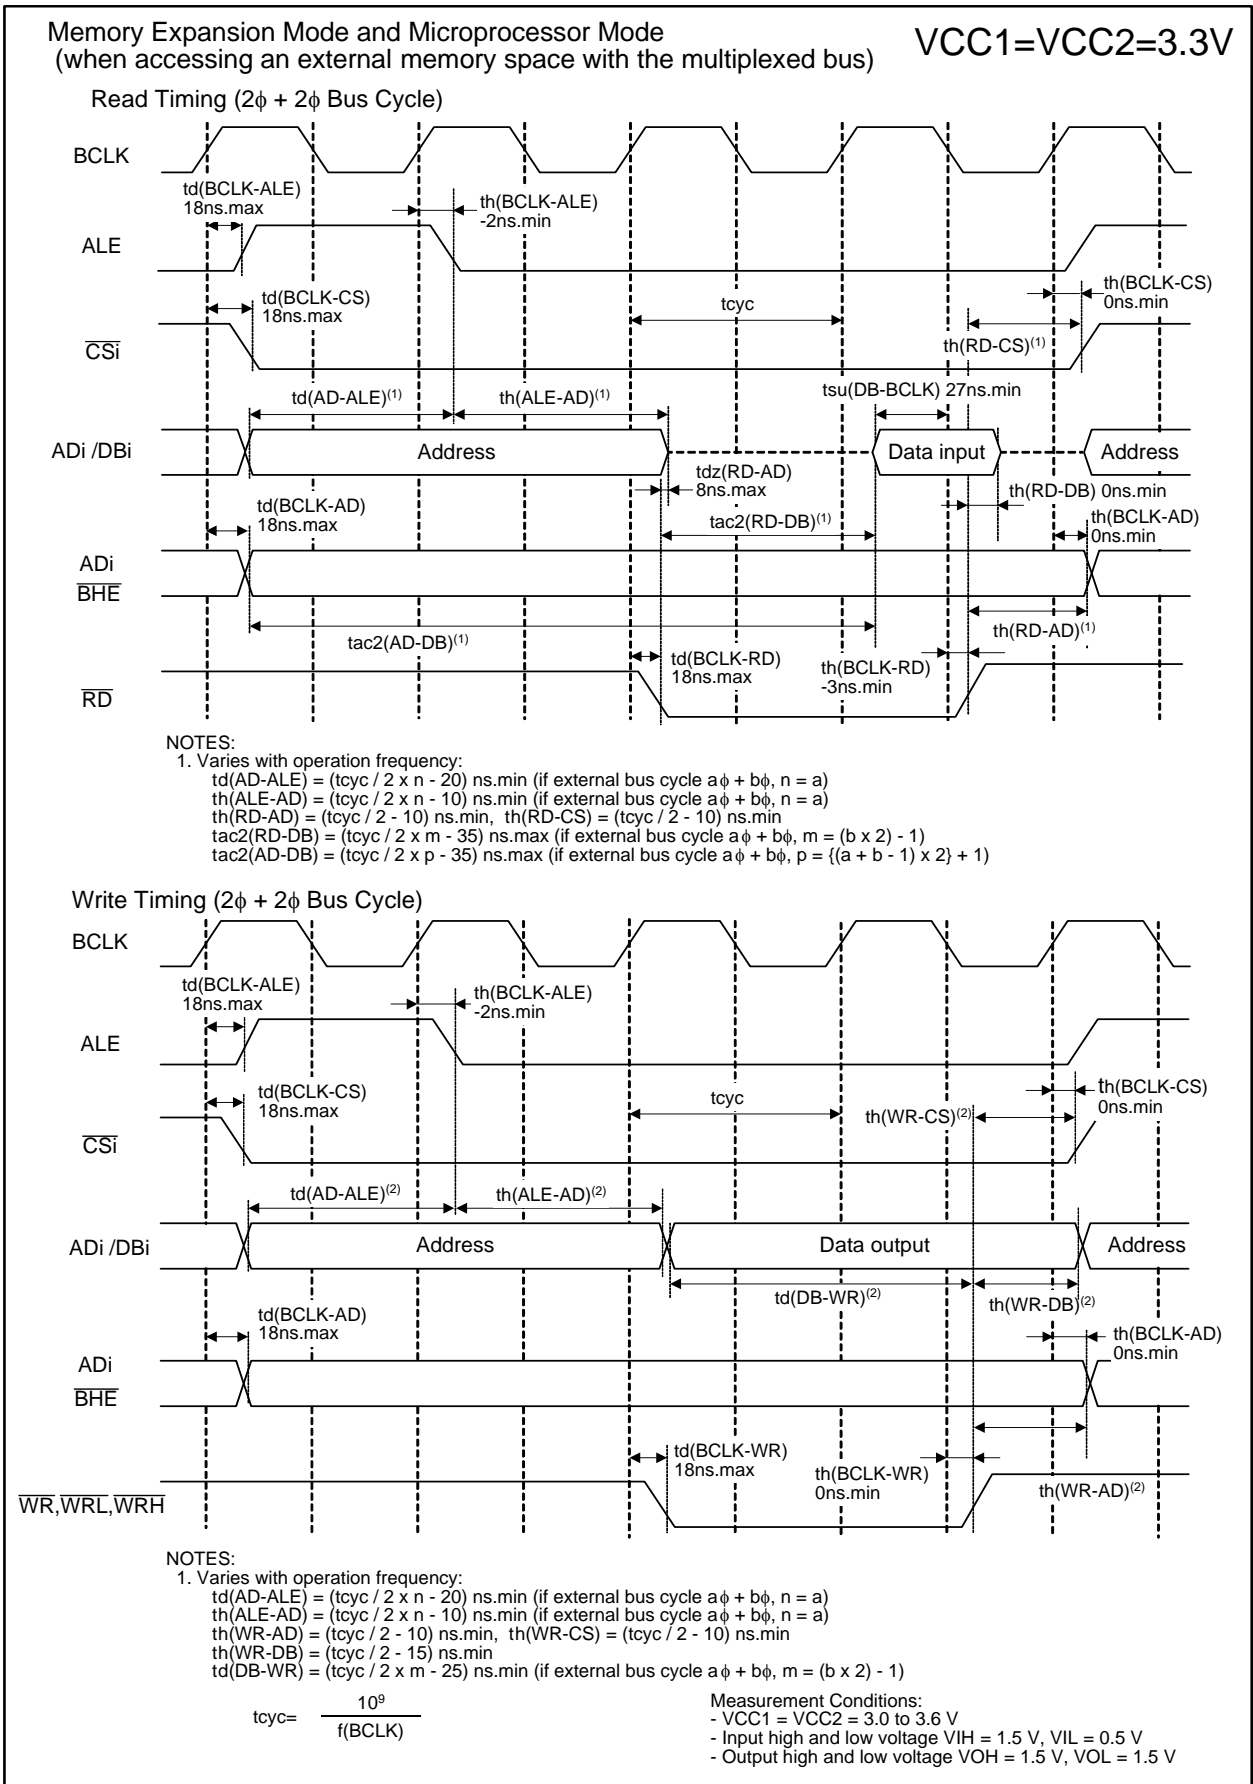 Memory Expansion Mode and Microprocessor Mode
(when accessing an external memory space with the multiplexed bus)
VCC1=VCC2=3.3V
Read Timing (2ϕ + 2ϕ Bus Cycle)
BCLK
td(BCLK-ALE)
18ns.max
th(BCLK-ALE)
-2ns.min
ALE
td(BCLK-CS)
18ns.max
tcyc
th(BCLK-CS)
0ns.min
CSi
th(RD-CS)(1)
td(AD-ALE)(1)
th(ALE-AD)(1)
tsu(DB-BCLK) 27ns.min
ADi /DBi
Address
Data input
Address
tdz(RD-AD)
8ns.max
th(RD-DB) 0ns.min
td(BCLK-AD)
18ns.max
tac2(RD-DB)(1)
th(BCLK-AD)
0ns.min
ADi
BHE
tac2(AD-DB)(1)
th(RD-AD)(1)
td(BCLK-RD)
18ns.max
th(BCLK-RD)
-3ns.min
RD
NOTES:
1. Varies with operation frequency:
td(AD-ALE) = (tcyc / 2 x n - 20) ns.min (if external bus cycle aϕ + bϕ, n = a)
th(ALE-AD) = (tcyc / 2 x n - 10) ns.min (if external bus cycle aϕ + bϕ, n = a)
th(RD-AD) = (tcyc / 2 - 10) ns.min, th(RD-CS) = (tcyc / 2 - 10) ns.min
tac2(RD-DB) = (tcyc / 2 x m - 35) ns.max (if external bus cycle aϕ + bϕ, m = (b x 2) - 1)
tac2(AD-DB) = (tcyc / 2 x p - 35) ns.max (if external bus cycle aϕ + bϕ, p = {(a + b - 1) x 2} + 1)
Write Timing (2ϕ + 2ϕ Bus Cycle)
BCLK
td(BCLK-ALE)
18ns.max
th(BCLK-ALE)
-2ns.min
ALE
td(BCLK-CS)
18ns.max
tcyc
th(BCLK-CS)
0ns.min
th(WR-CS)(2)
CSi
td(AD-ALE)(2)
th(ALE-AD)(2)
ADi /DBi
Address
Data output
Address
td(DB-WR)(2)
th(WR-DB)(2)
td(BCLK-AD)
18ns.max
th(BCLK-AD)
0ns.min
ADi
BHE
td(BCLK-WR)
18ns.max
th(BCLK-WR)
0ns.min
th(WR-AD)(2)
WR,WRL,WRH
NOTES:
1. Varies with operation frequency:
td(AD-ALE) = (tcyc / 2 x n - 20) ns.min (if external bus cycle aϕ + bϕ, n = a)
th(ALE-AD) = (tcyc / 2 x n - 10) ns.min (if external bus cycle aϕ + bϕ, n = a)
th(WR-AD) = (tcyc / 2 - 10) ns.min, th(WR-CS) = (tcyc / 2 - 10) ns.min
th(WR-DB) = (tcyc / 2 - 15) ns.min
td(DB-WR) = (tcyc / 2 x m - 25) ns.min (if external bus cycle aϕ + bϕ, m = (b x 2) - 1)
tcyc= 10⁹ / f(BCLK)
Measurement Conditions:
- VCC1 = VCC2 = 3.0 to 3.6 V
- Input high and low voltage VIH = 1.5 V, VIL = 0.5 V
- Output high and low voltage VOH = 1.5 V, VOL = 1.5 V